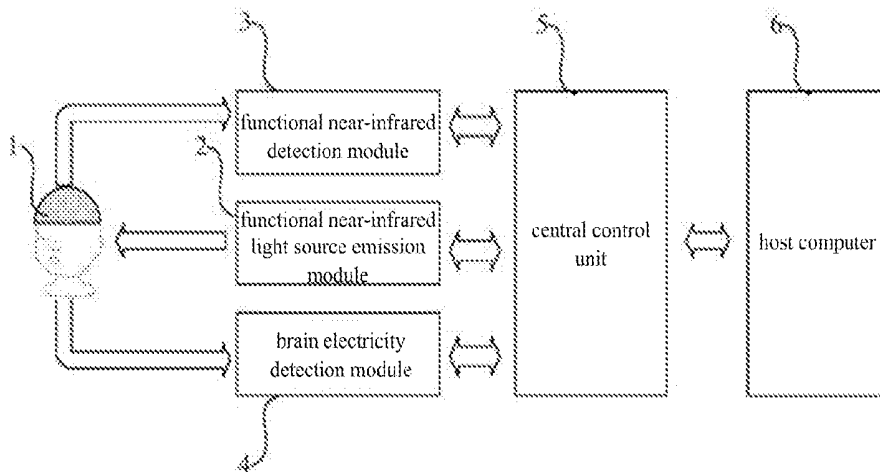 3
5
6
functional near-infrared
detection module
1
2
functional near-infrared
light source emission
module
central control
unit
host computer
brain electricity
detection module
4